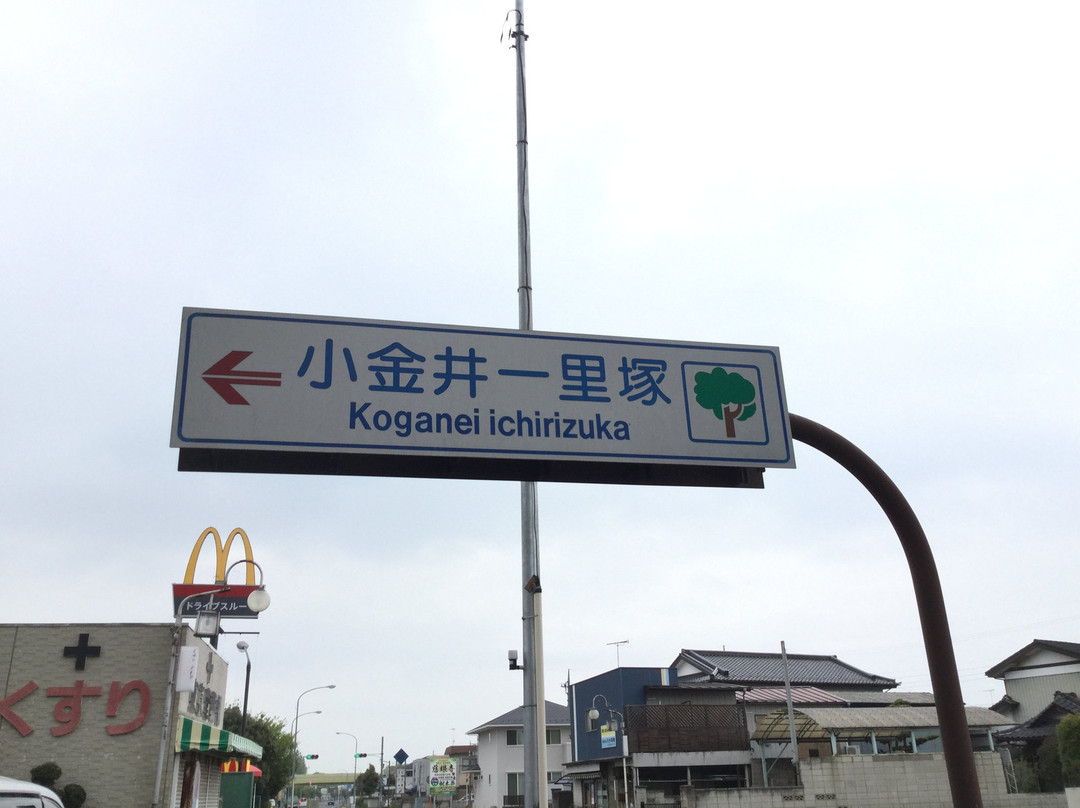 小金井一里塚
Koganei ichirizuka
ドライブスルー
くすり